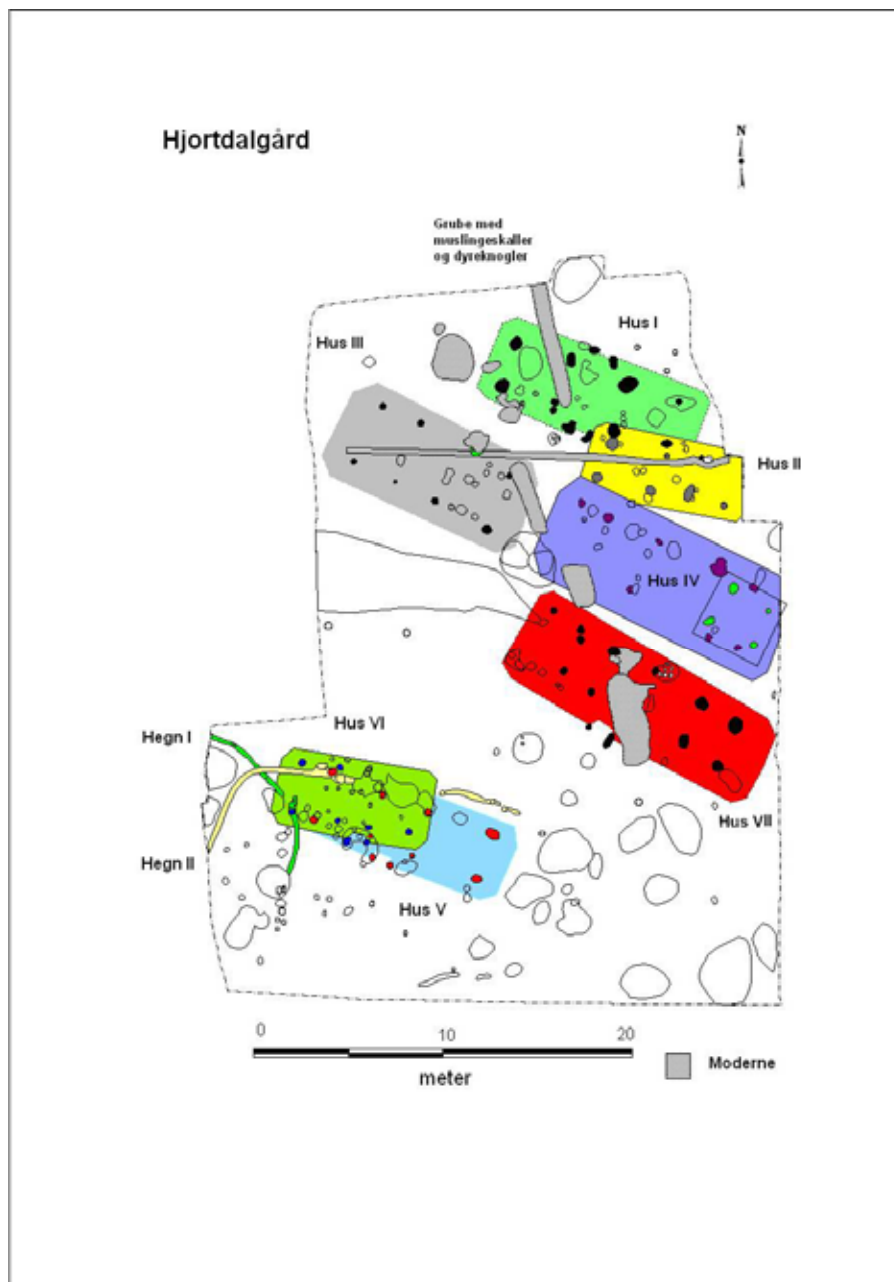 Hjortdalgård
N
Grube med
muslingeskaller
og dyreknogler
Hus I
Hus III
Hus II
Hus IV
Hus VI
Hegn I
Hus VII
Hegn II
Hus V
0 10 20
meter
Moderne